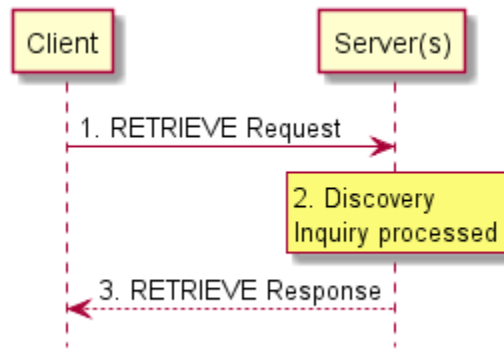 Client
Server(s)
1. RETRIEVE Request
2. Discovery
Inquiry processed
3. RETRIEVE Response